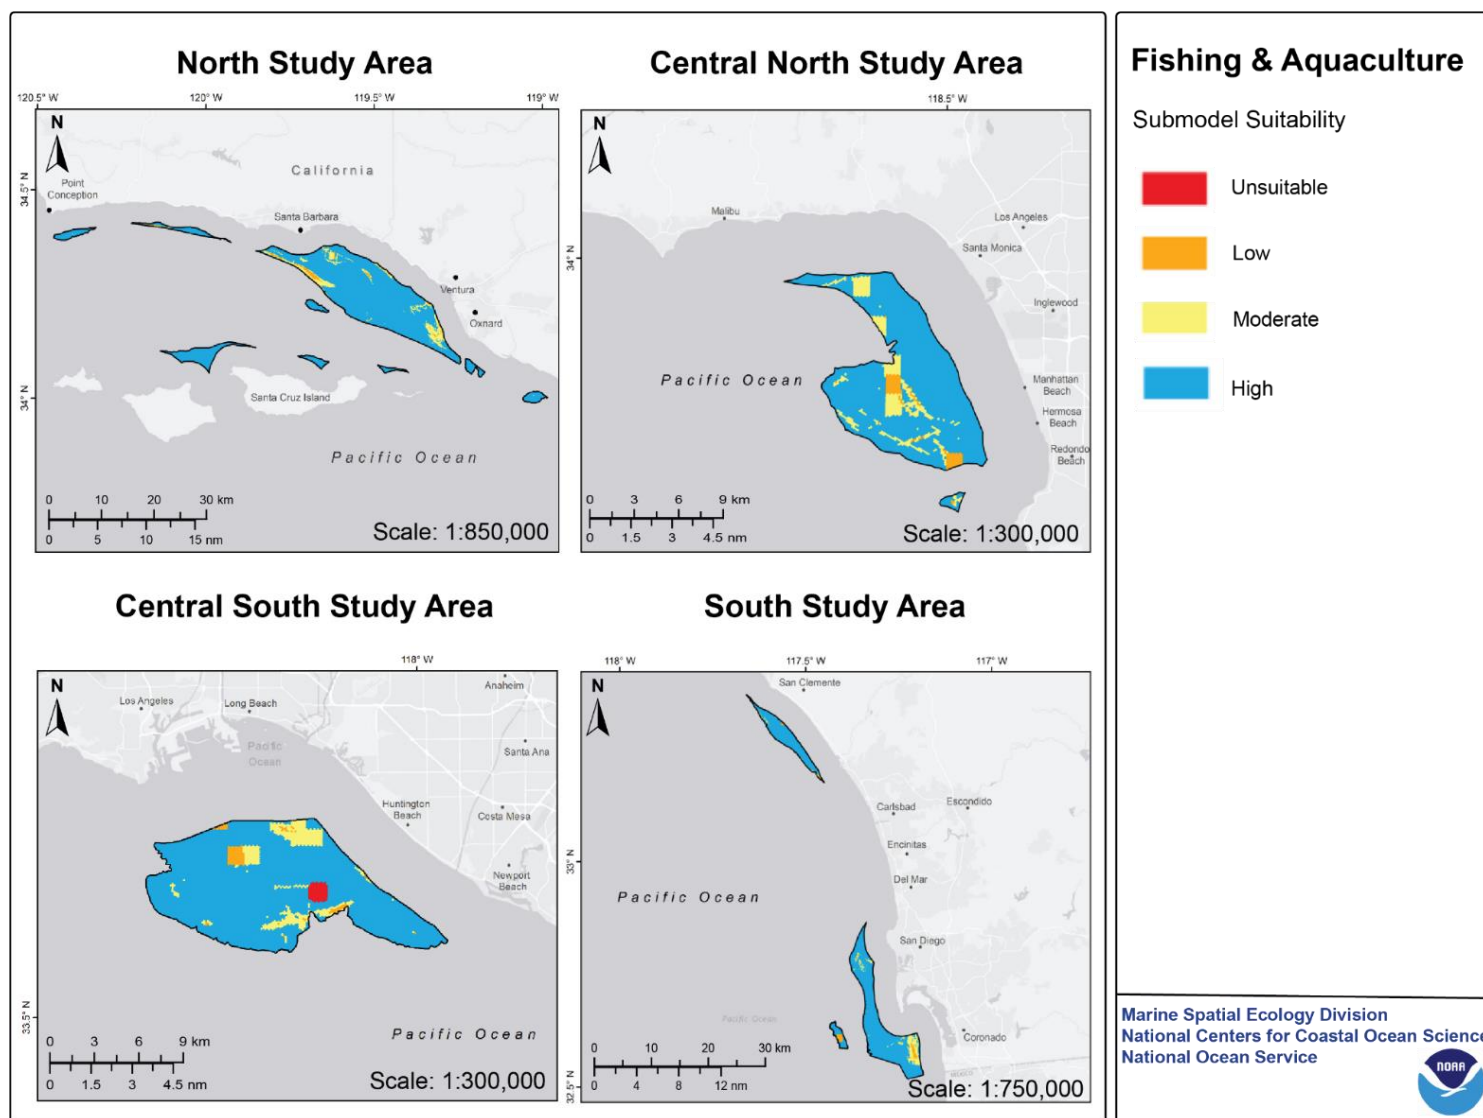 North Study Area
120.5° W
120° W
119.5° W
119° W
34.5° N
34° N
N
California
Point
Conception
Santa Barbara
Ventura
Oxnard
Santa Cruz Island
Pacific Ocean
0 10 20 30 km
0 5 10 15 nm
Scale: 1:850,000
Central North Study Area
118.5° W
34° N
N
Malibu
Los Angeles
Santa Monica
Inglewood
Pacific Ocean
Manhattan
Beach
Hermosa
Beach
Redondo
Beach
0 3 6 9 km
0 1.5 3 4.5 nm
Scale: 1:300,000
Central South Study Area
118° W
33.5° N
N
Anaheim
Los Angeles
Long Beach
Pacific
Ocean
Santa Ana
Huntington
Beach
Costa Mesa
Newport
Beach
Pacific Ocean
0 3 6 9 km
0 1.5 3 4.5 nm
Scale: 1:300,000
South Study Area
118° W
117.5° W
117° W
33° N
32.5° N
N
San Clemente
Carlsbad
Escondido
Encinitas
Del Mar
Pacific Ocean
San Diego
Pacific Ocean
Coronado
MEXICO
0 10 20 30 km
0 4 8 12 nm
Scale: 1:750,000
Fishing & Aquaculture
Submodel Suitability
Unsuitable
Low
Moderate
High
Marine Spatial Ecology Division
National Centers for Coastal Ocean Science
National Ocean Service
NOAA